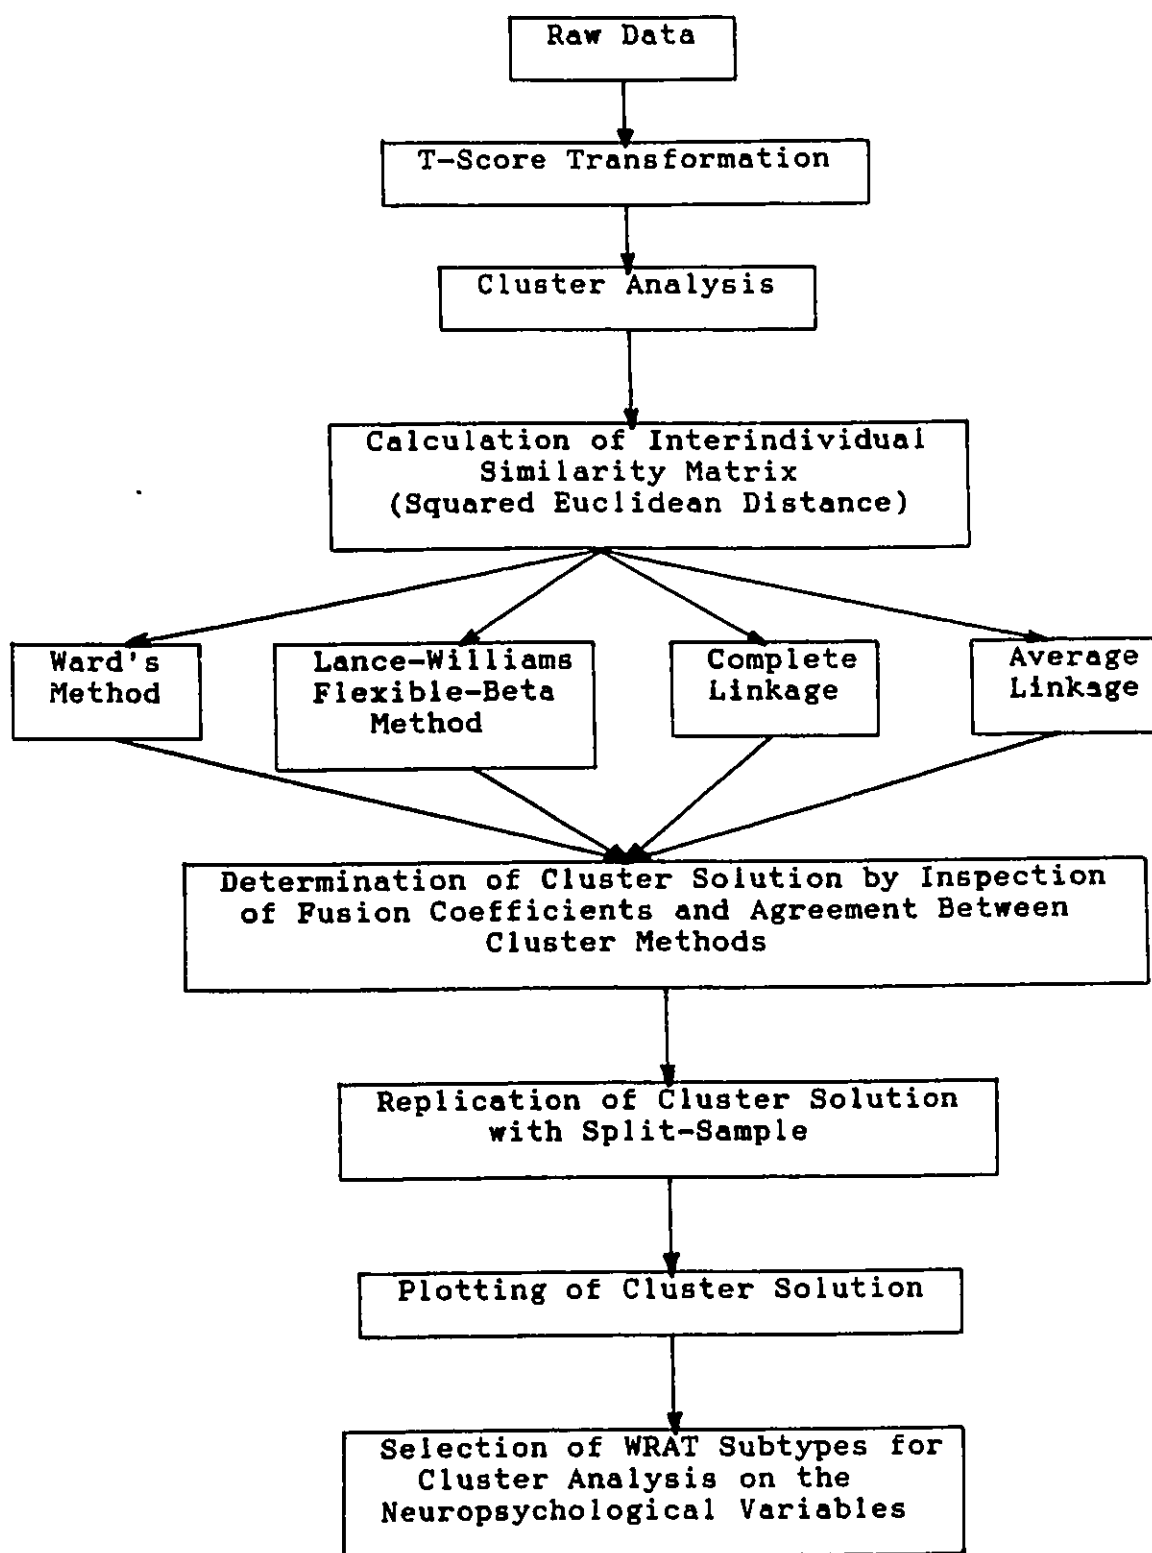 Raw Data
T-Score Transformation
Cluster Analysis
Calculation of Interindividual
Similarity Matrix
(Squared Euclidean Distance)
Ward's
Method
Lance-Williams
Flexible-Beta
Method
Complete
Linkage
Average
Linkage
Determination of Cluster Solution by Inspection
of Fusion Coefficients and Agreement Between
Cluster Methods
Replication of Cluster Solution
with Split-Sample
Plotting of Cluster Solution
Selection of WRAT Subtypes for
Cluster Analysis on the
Neuropsychological Variables